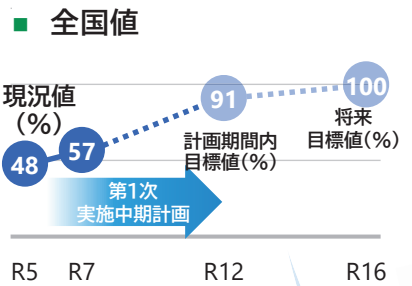 ■ 全国値
現況値
（%）
48
57
91
100
計画期間内
目標値(%)
将来
目標値(%)
第1次
実施中期計画
R5 R7 R12 R16